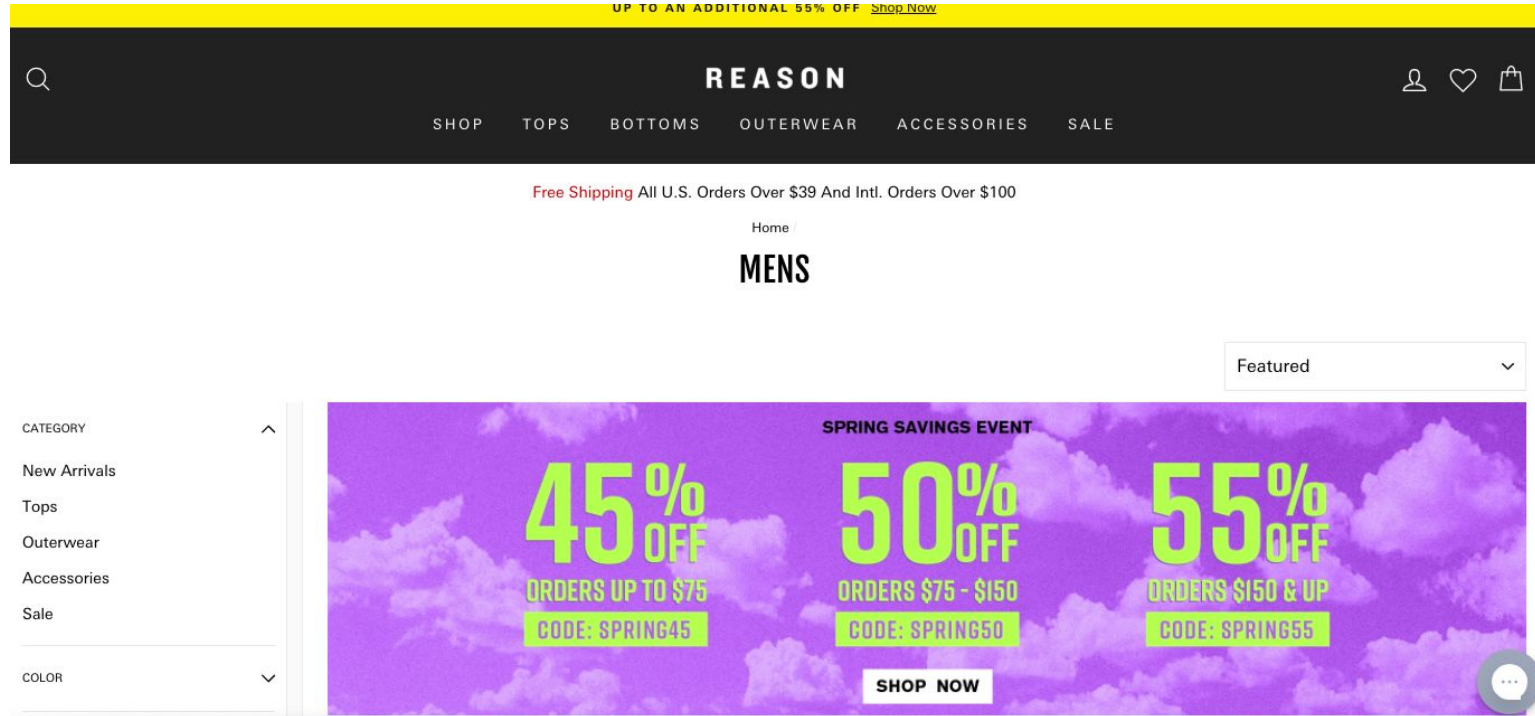 UP TO AN ADDITIONAL 55% OFF Shop Now
REASON
SHOP TOPS BOTTOMS OUTERWEAR ACCESSORIES SALE
Free Shipping All U.S. Orders Over $39 And Intl. Orders Over $100
Home /
MENS
Featured
CATEGORY
New Arrivals
Tops
Outerwear
Accessories
Sale
COLOR
SPRING SAVINGS EVENT
45% OFF
ORDERS UP TO $75
CODE: SPRING45
50% OFF
ORDERS $75 - $150
CODE: SPRING50
55% OFF
ORDERS $150 & UP
CODE: SPRING55
SHOP NOW